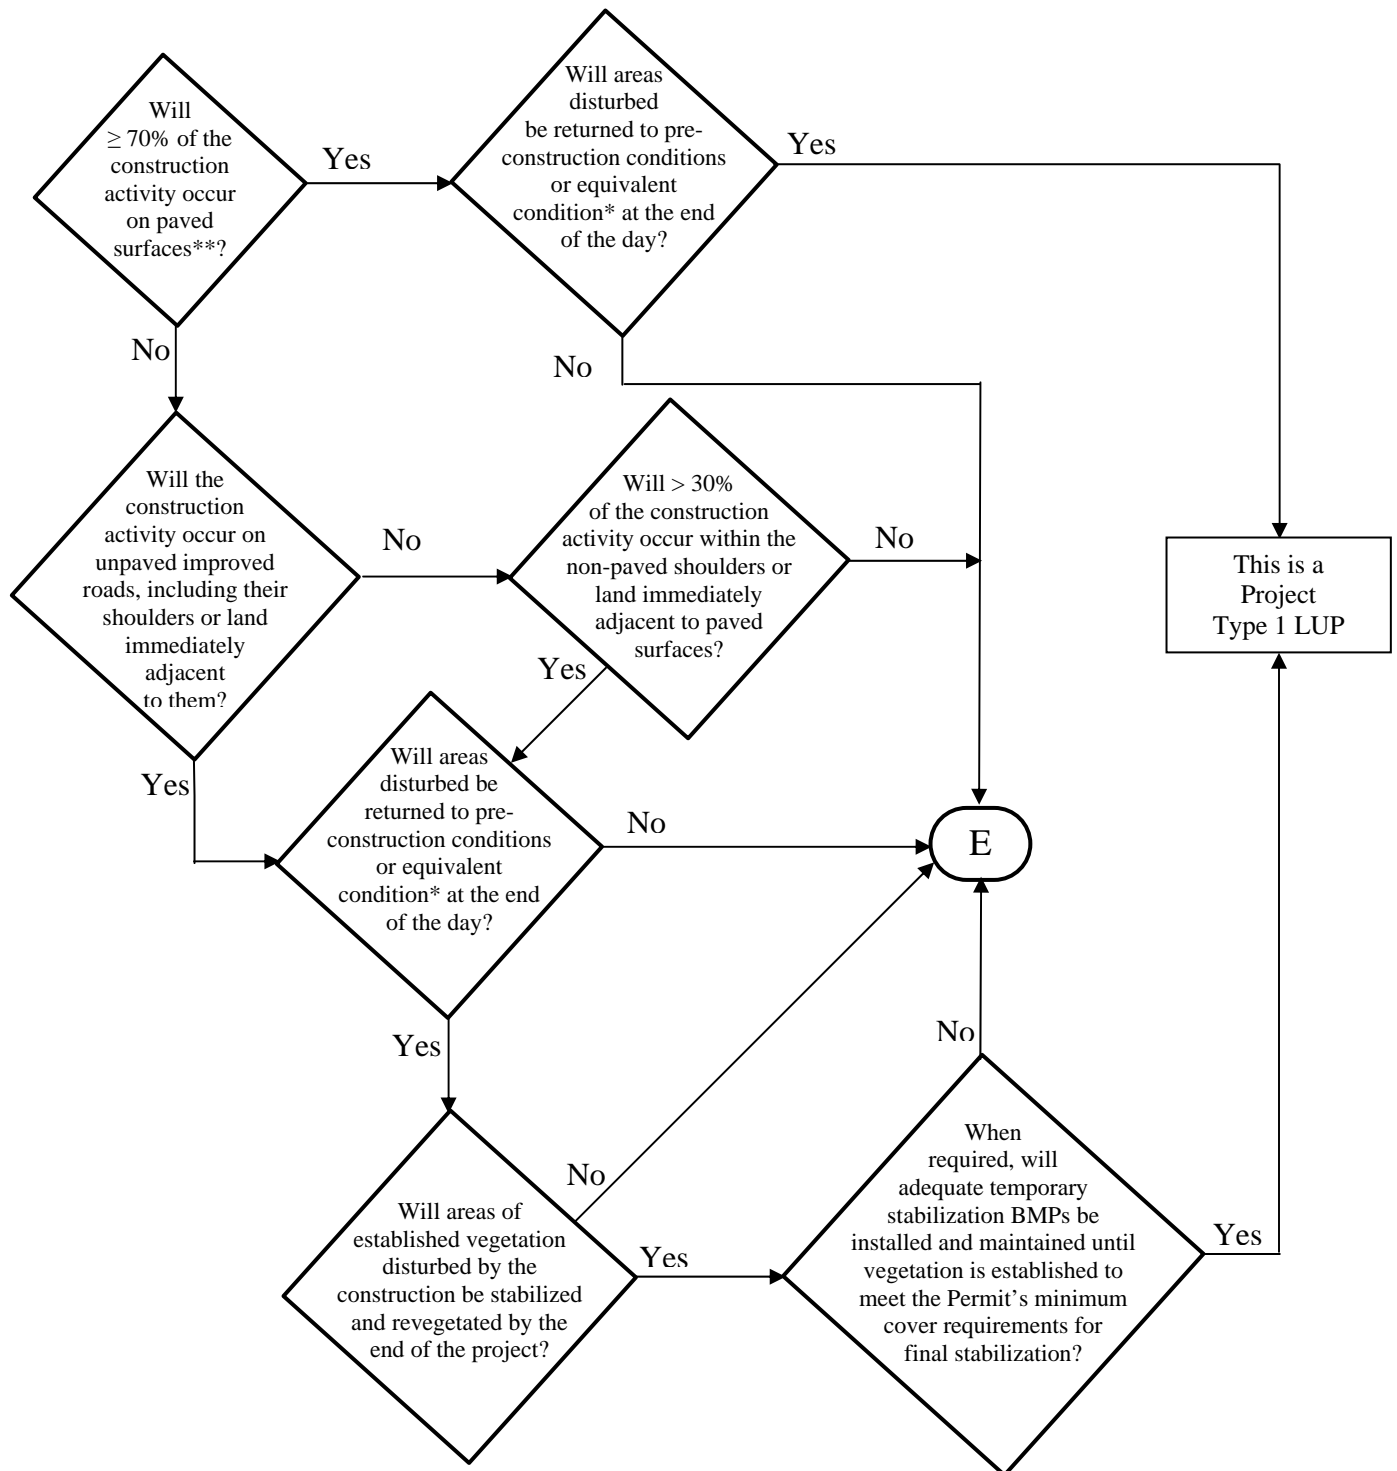 Will
≥ 70% of the
construction
activity occur
on paved
surfaces**?
Yes
Will areas
disturbed
be returned to pre-
construction conditions
or equivalent
condition* at the end
of the day?
Yes
No
No
Will the
construction
activity occur on
unpaved improved
roads, including their
shoulders or land
immediately
adjacent
to them?
No
Will > 30%
of the construction
activity occur within the
non-paved shoulders or
land immediately
adjacent to paved
surfaces?
No
This is a
Project
Type 1 LUP
Yes
Yes
Will areas
disturbed be
returned to pre-
construction conditions
or equivalent
condition* at the end
of the day?
No
E
Yes
No
No
Will areas of
established vegetation
disturbed by the
construction be stabilized
and revegetated by the
end of the project?
Yes
When
required, will
adequate temporary
stabilization BMPs be
installed and maintained until
vegetation is established to
meet the Permit's minimum
cover requirements for
final stabilization?
Yes